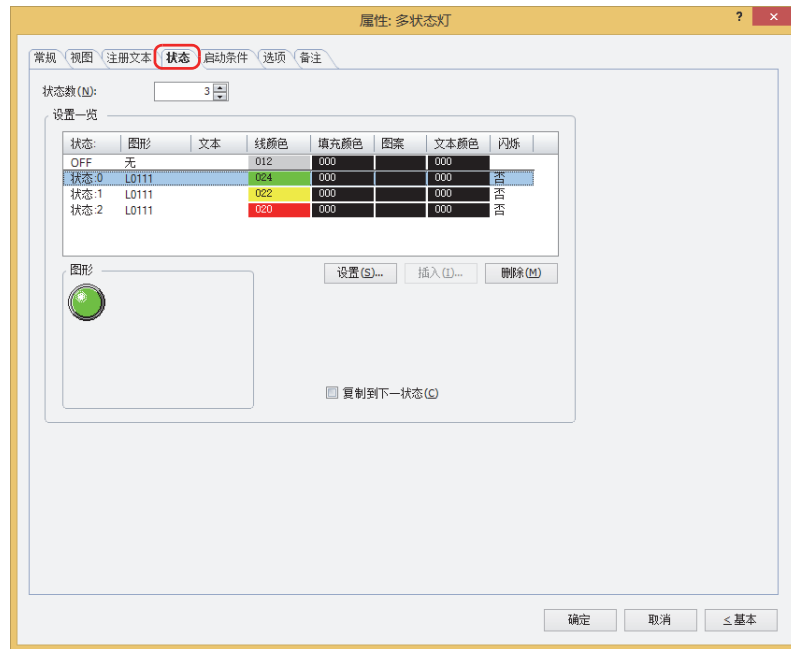 属性: 多状态灯
? ×
常规 视图 注册文本 状态 启动条件 选项 备注
状态数(N): 3
设置一览
状态: 图形 文本 线颜色 填充颜色 图案 文本颜色 闪烁
OFF 无 012 000 000
状态:0 L0111 024 000 000 否
状态:1 L0111 022 000 000 否
状态:2 L0111 020 000 000 否
图形
设置(S)... 插入(I)... 删除(M)
复制到下一状态(C)
确定 取消 ≤基本